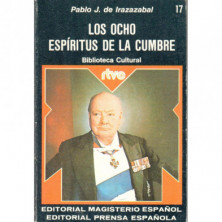 Pablo J. de Irazazabal
17
LOS OCHO
ESPÍRITUS DE LA CUMBRE
Biblioteca Cultural
rtve
EDITORIAL MAGISTERIO ESPAÑOL
EDITORIAL PRENSA ESPAÑOLA